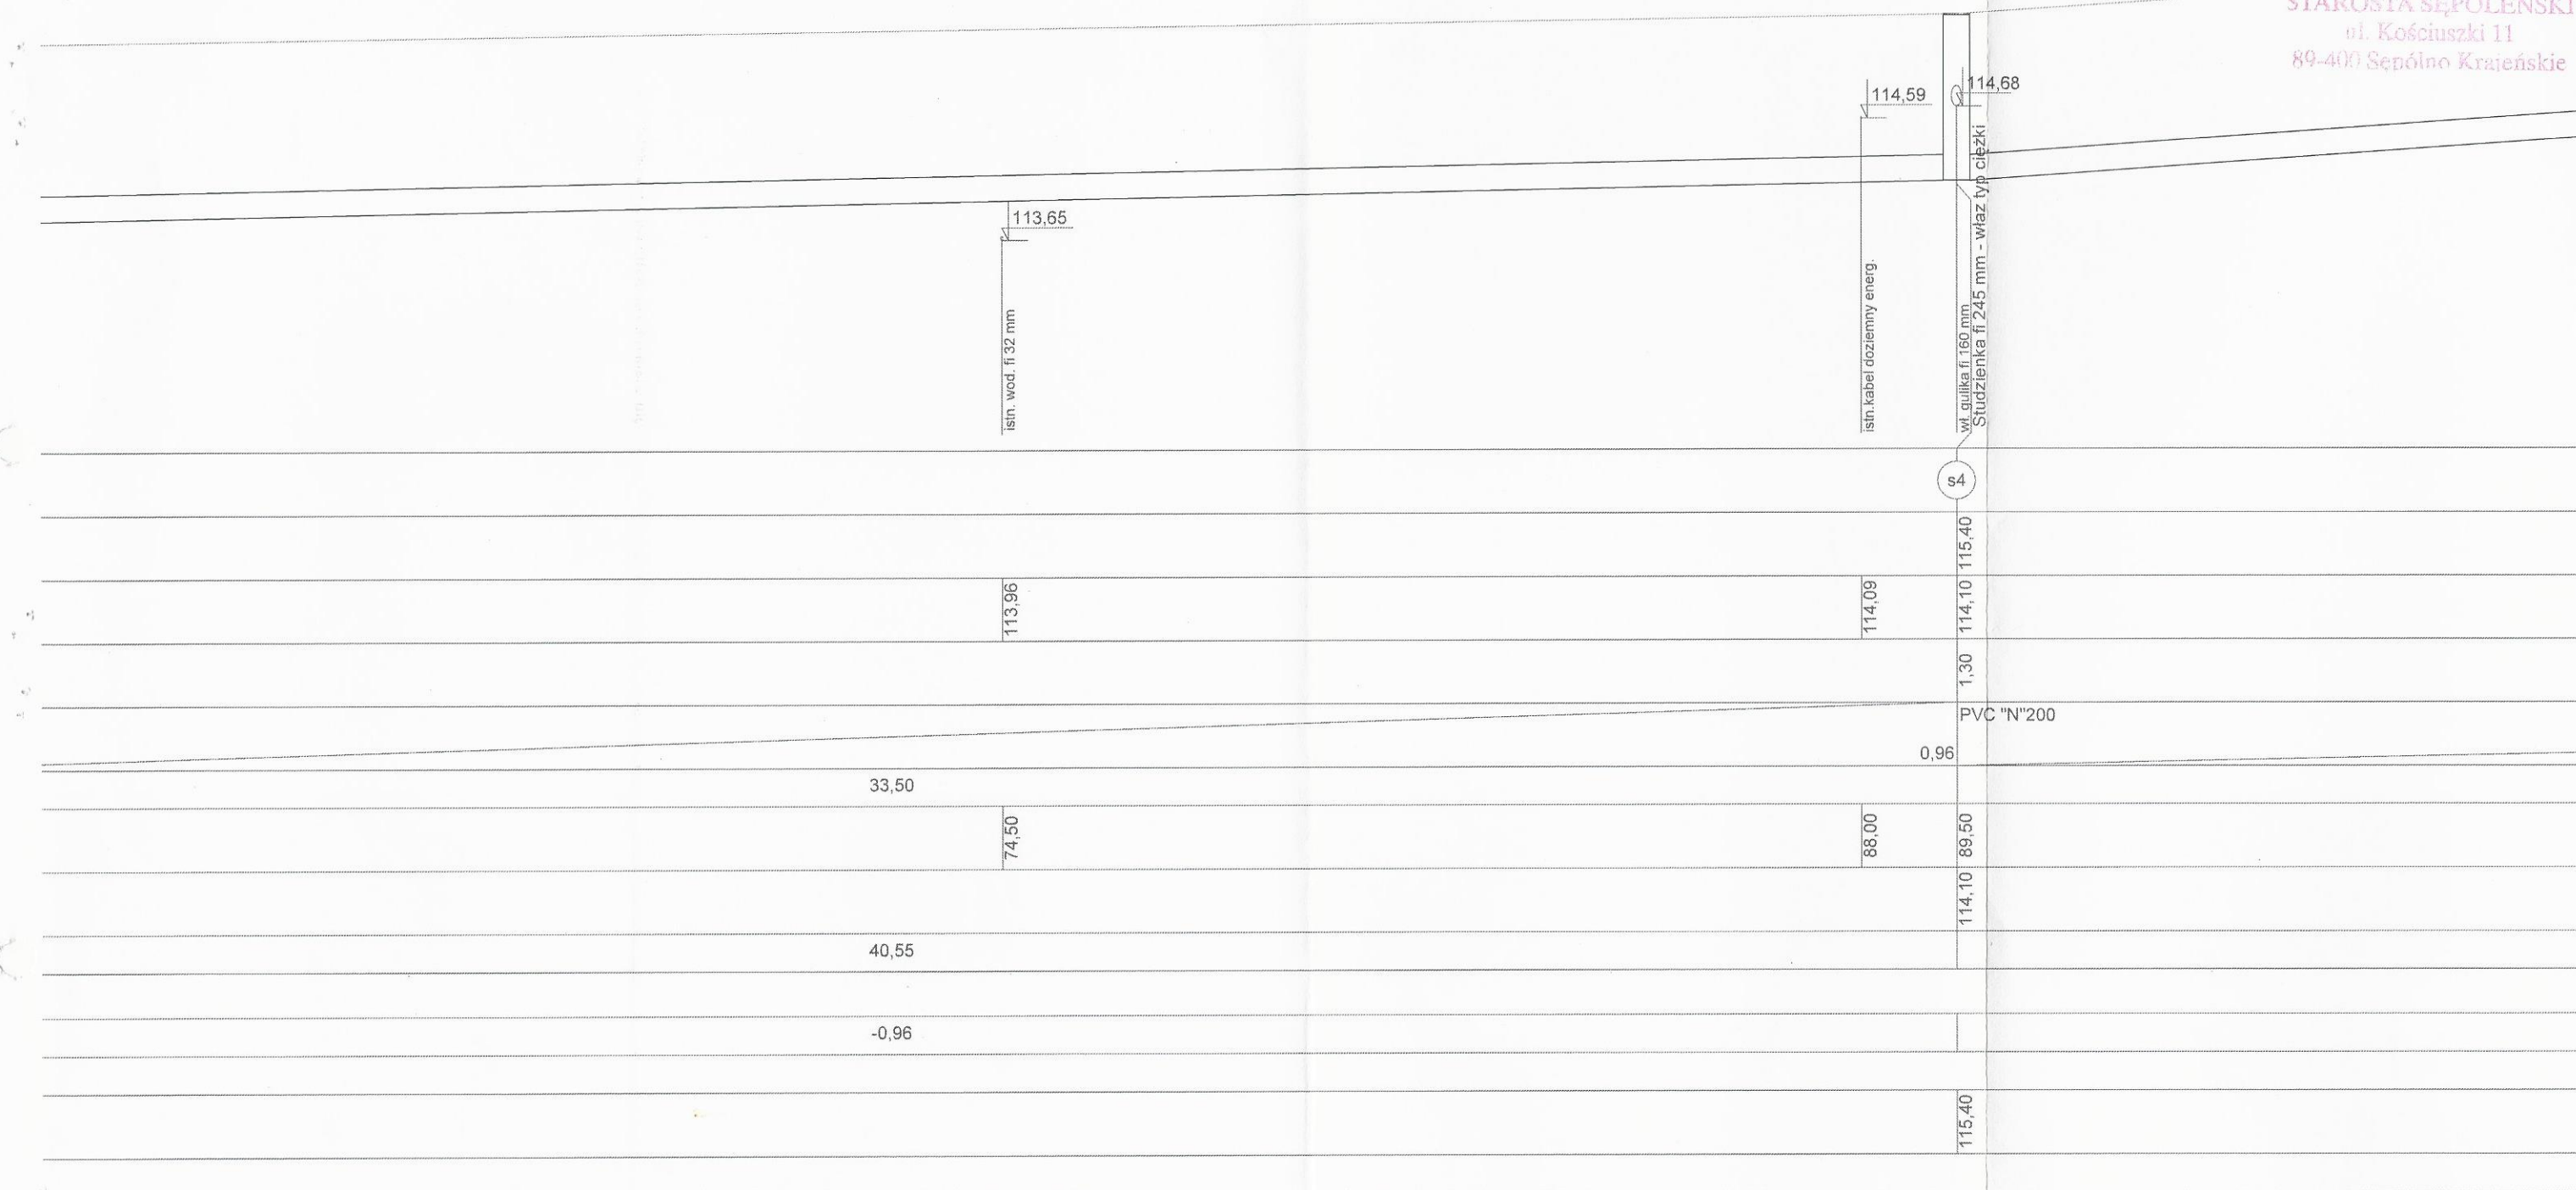 STAROSTA SĘPOLEŃSKI
ul. Kościuszki 11
89-400 Sępólno Krajeńskie
114,59
114,68
113,65
istn. wod. fi 32 mm
istn.kabel doziemny energ.
wł. gulika fi 160 mm
Studzienka fi 245 mm - właz typ ciężki
s4
115,40
113,96
114,09
114,10
1,30
PVC "N"200
0,96
33,50
74,50
88,00
89,50
114,10
40,55
-0,96
115,40